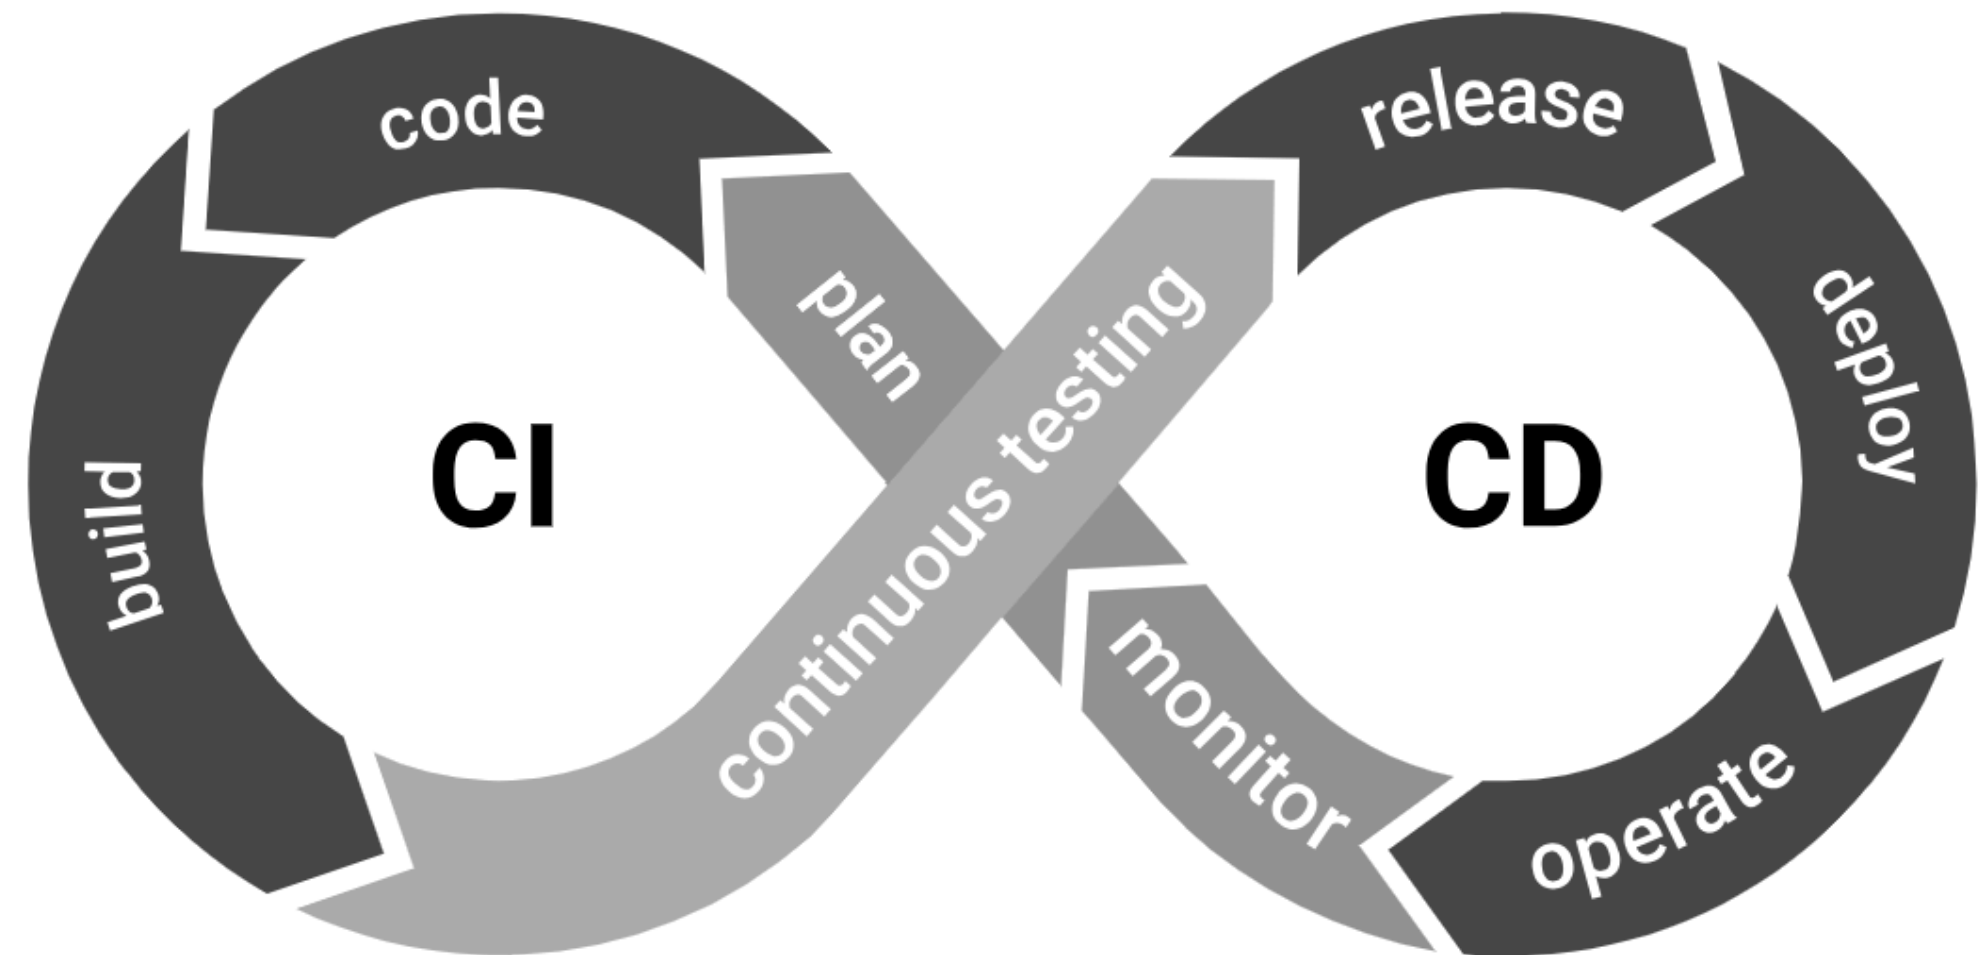 code
release
plan
continuous testing
deploy
CI
CD
build
monitor
operate